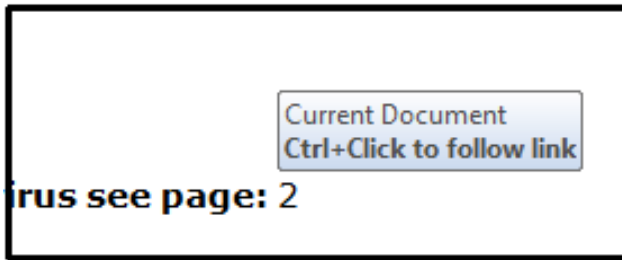 Current Document
Ctrl+Click to follow link
irus see page: 2